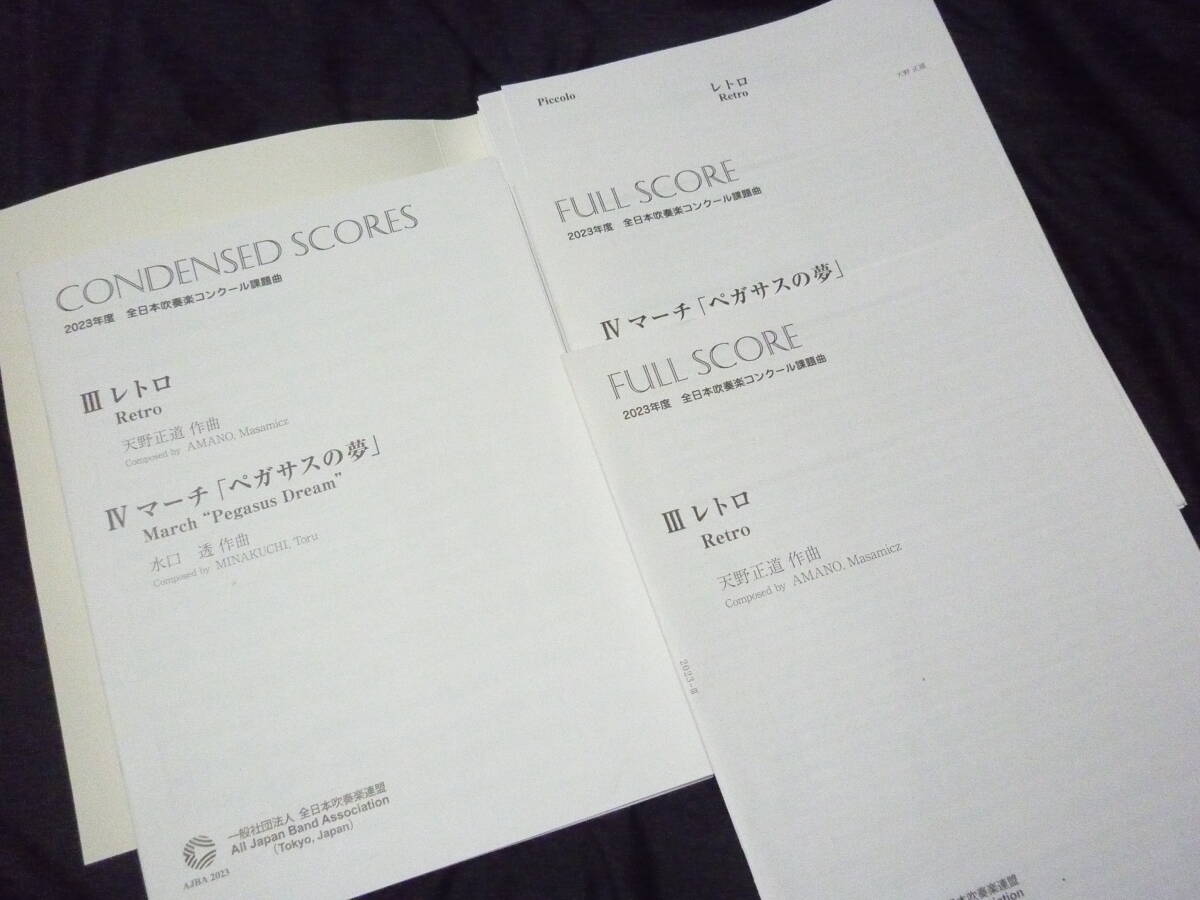 CONDENSED SCORES
2023年度 全日本吹奏楽コンクール課題曲
Ⅲ レトロ
Retro
天野正道 作曲
Composed by AMANO, Masamicz
Ⅳ マーチ「ペガサスの夢」
March “Pegasus Dream”
水口 透 作曲
Composed by MINAKUCHI, Toru
一般社団法人 全日本吹奏楽連盟
All Japan Band Association
(Tokyo, Japan)
AJBA 2023
Piccolo
レトロ
Retro
天野 正道
FULL SCORE
2023年度 全日本吹奏楽コンクール課題曲
Ⅳ マーチ「ペガサスの夢」
FULL SCORE
2023年度 全日本吹奏楽コンクール課題曲
Ⅲ レトロ
Retro
天野正道 作曲
Composed by AMANO, Masamicz
2023-Ⅲ
日本吹奏楽連盟
Association